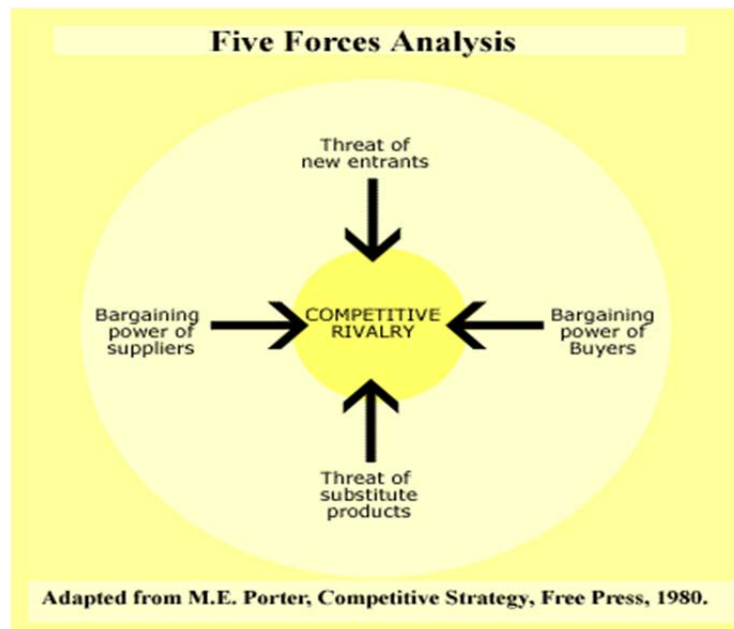 Five Forces Analysis
Threat of
new entrants
Bargaining
power of
suppliers
COMPETITIVE
RIVALRY
Bargaining
power of
Buyers
Threat of
substitute
products
Adapted from M.E. Porter, Competitive Strategy, Free Press, 1980.